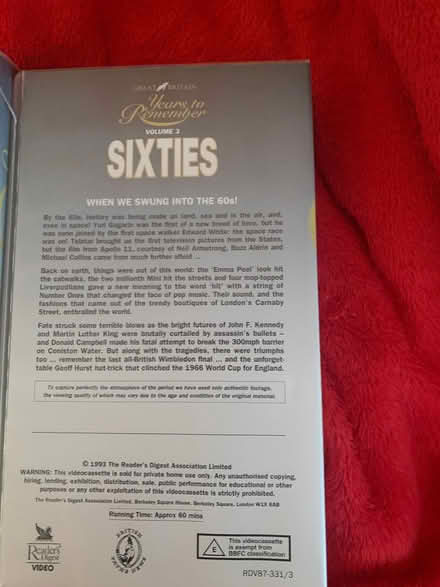 GREAT BRITAIN
Years to
Remember
VOLUME 3
SIXTIES
WHEN WE SWUNG INTO THE 60s!
By the 60s, history was being made on land, sea and in the air, and,
even in space! Yuri Gagarin was the first of a new breed of hero, but he
was soon joined by the first space walker Edward White: the space race
was on! Telstar brought us the first television pictures from the States,
but the film from Apollo 11, courtesy of Neil Armstrong, Buzz Aldrin and
Michael Collins came from much further afield ...
Back on earth, things were out of this world: the 'Emma Peel' look hit
the catwalks, the two millionth Mini hit the streets and four mop-topped
Liverpudlians gave a new meaning to the word 'hit' with a string of
Number Ones that changed the face of pop music. Their sound, and the
fashions that came out of the trendy boutiques of London's Carnaby
Street, enthralled the world.
Fate struck some terrible blows as the bright futures of John F. Kennedy
and Martin Luther King were brutally curtailed by assassin's bullets –
and Donald Campbell made his fatal attempt to break the 300mph barrier
on Coniston Water. But along with the tragedies, there were triumphs
too ... remember the last all-British Wimbledon final ... and the unforget-
table Geoff Hurst hat-trick that clinched the 1966 World Cup for England.
To capture perfectly the atmosphere of the period we have used only authentic footage,
the viewing quality of which may vary due to the age and condition of the original material.
© 1993 The Reader's Digest Association Limited
WARNING: This videocassette is sold for private home use only. Any unauthorised copying,
hiring, lending, exhibition, distribution, sale, public performance for educational or other
purposes or any other exploitation of this videocassette is strictly prohibited.
The Reader's Digest Association Limited, Berkeley Square House, Berkeley Square, London W1X 6AB
Running Time: Approx 60 mins
Reader's
Digest
VIDEO
BRITISH
E
This videocassette
is exempt from
BBFC classification
RDV87-331/3